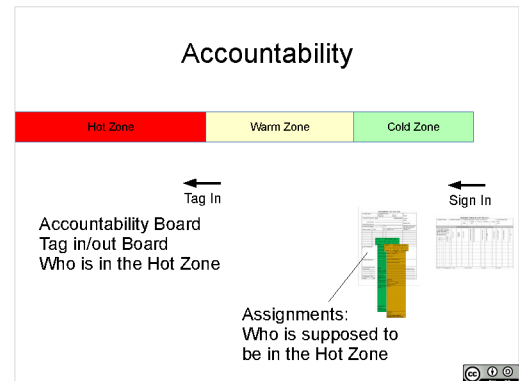 Accountability
Hot Zone
Warm Zone
Cold Zone
Tag In
Sign In
Accountability Board
Tag in/out Board
Who is in the Hot Zone
Assignments:
Who is supposed to
be in the Hot Zone
cc